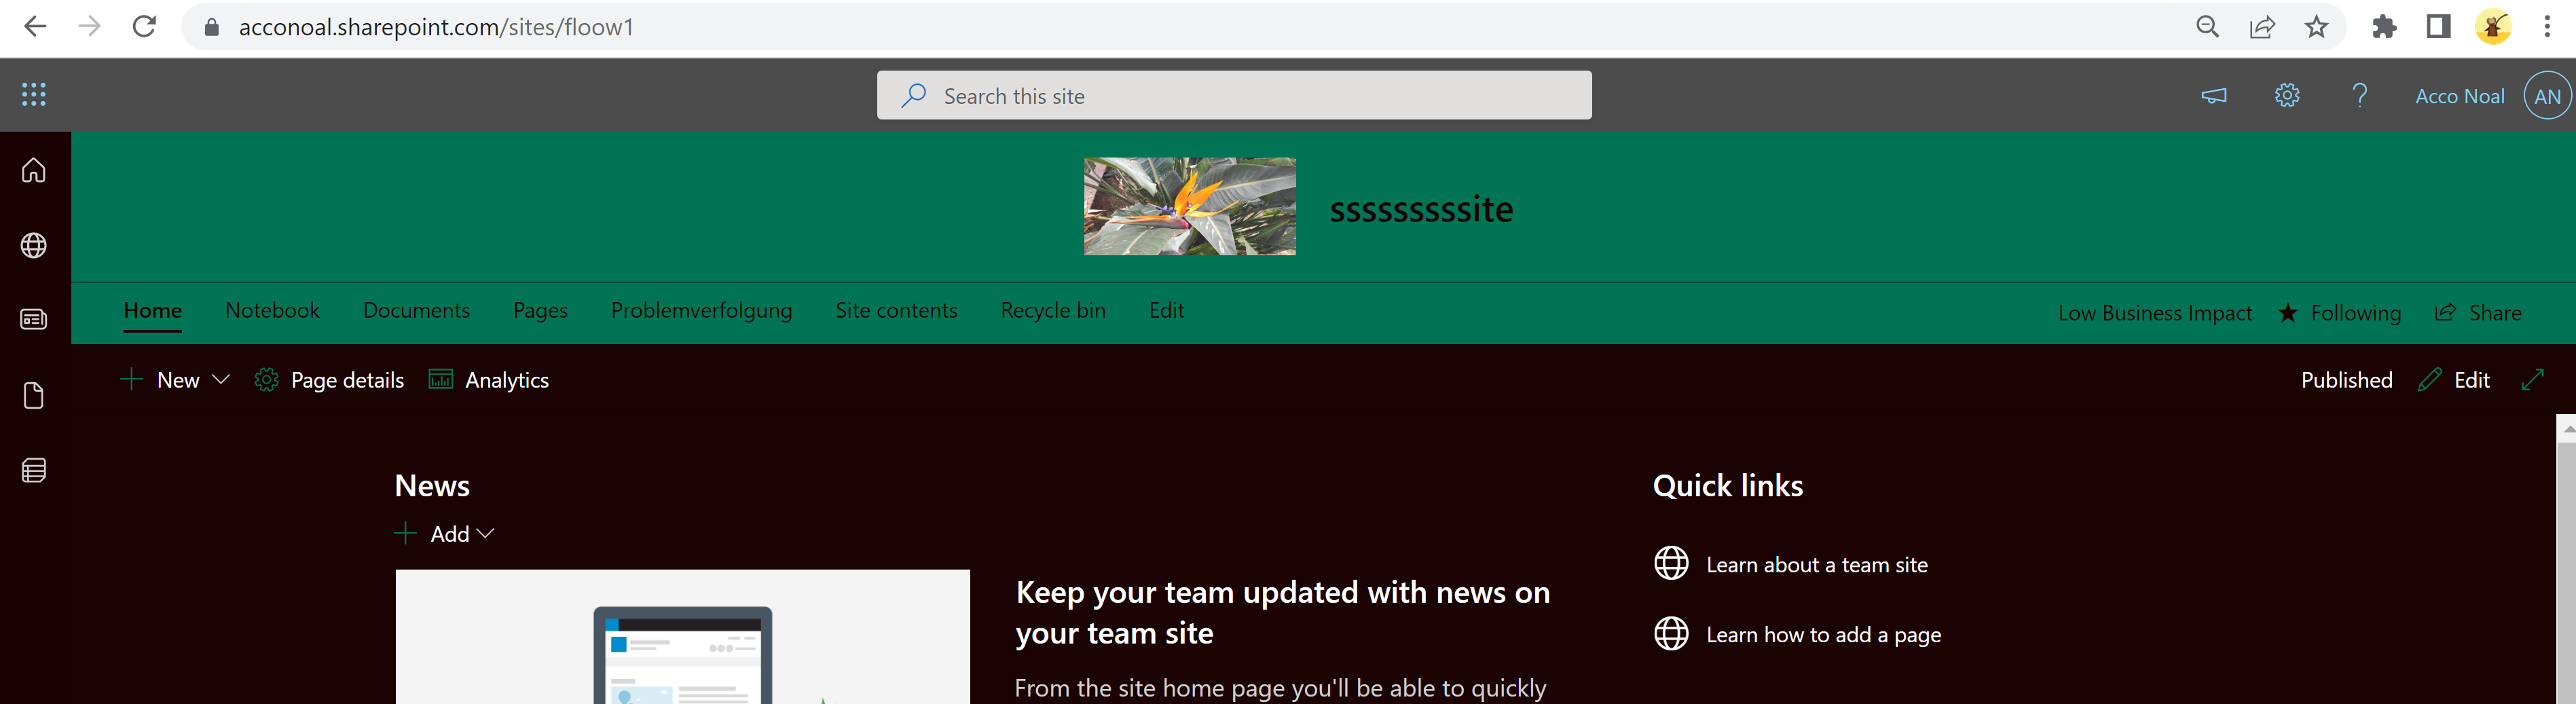 acconoal.sharepoint.com/sites/floow1
Search this site
Acco Noal
AN
sssssssssite
Home Notebook Documents Pages Problemverfolgung Site contents Recycle bin Edit
Low Business Impact Following Share
New Page details Analytics
Published Edit
News
Add
Keep your team updated with news on
your team site
From the site home page you'll be able to quickly
Quick links
Learn about a team site
Learn how to add a page